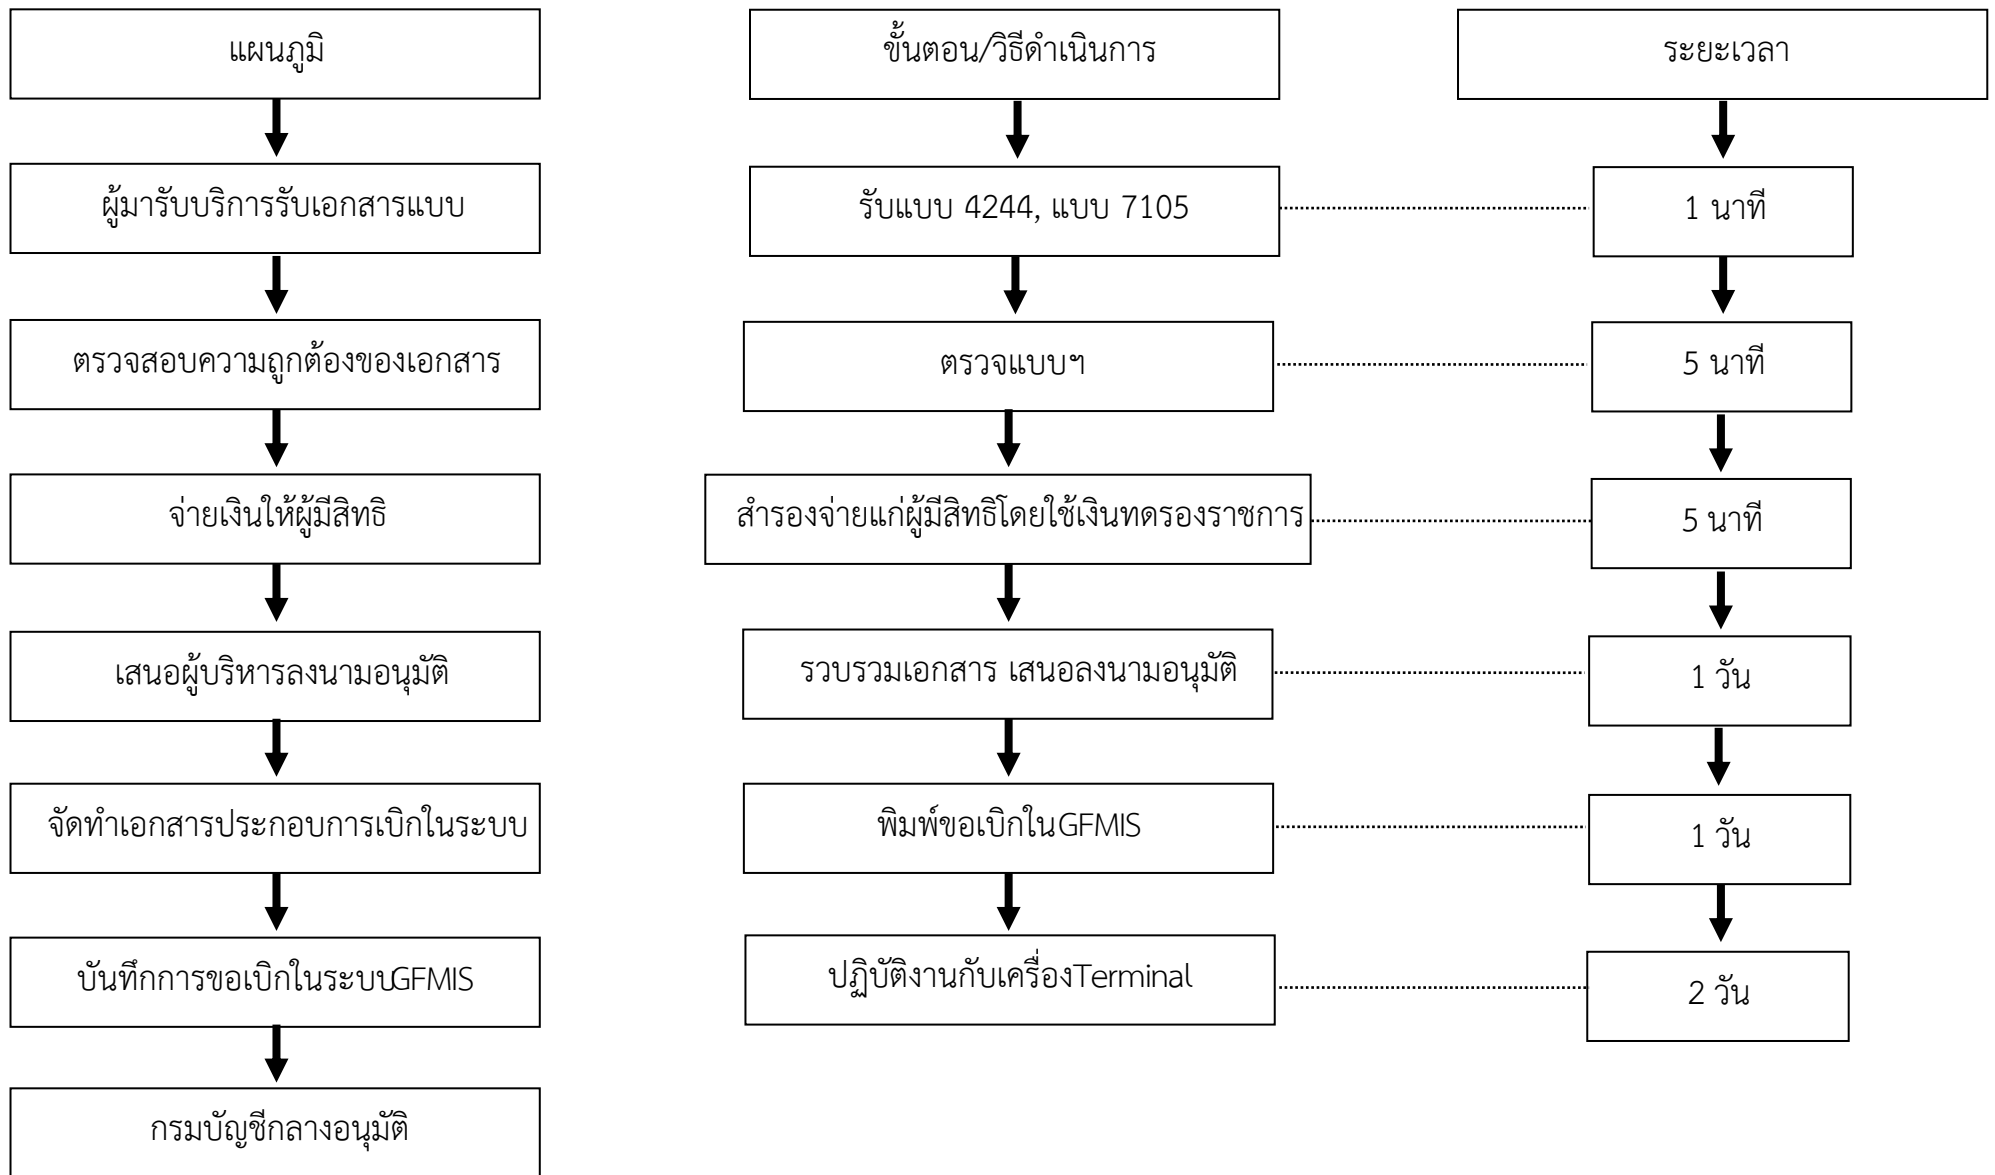 แผนภูมิ
ขั้นตอน/วิธีดำเนินการ
ระยะเวลา
ผู้มารับบริการรับเอกสารแบบ
รับแบบ 4244, แบบ 7105
1 นาที
ตรวจสอบความถูกต้องของเอกสาร
ตรวจแบบฯ
5 นาที
จ่ายเงินให้ผู้มีสิทธิ
สำรองจ่ายแก่ผู้มีสิทธิโดยใช้เงินทดรองราชการ
5 นาที
เสนอผู้บริหารลงนามอนุมัติ
รวบรวมเอกสาร เสนอลงนามอนุมัติ
1 วัน
จัดทำเอกสารประกอบการเบิกในระบบ
พิมพ์ขอเบิกในGFMIS
1 วัน
บันทึกการขอเบิกในระบบGFMIS
ปฏิบัติงานกับเครื่องTerminal
2 วัน
กรมบัญชีกลางอนุมัติ